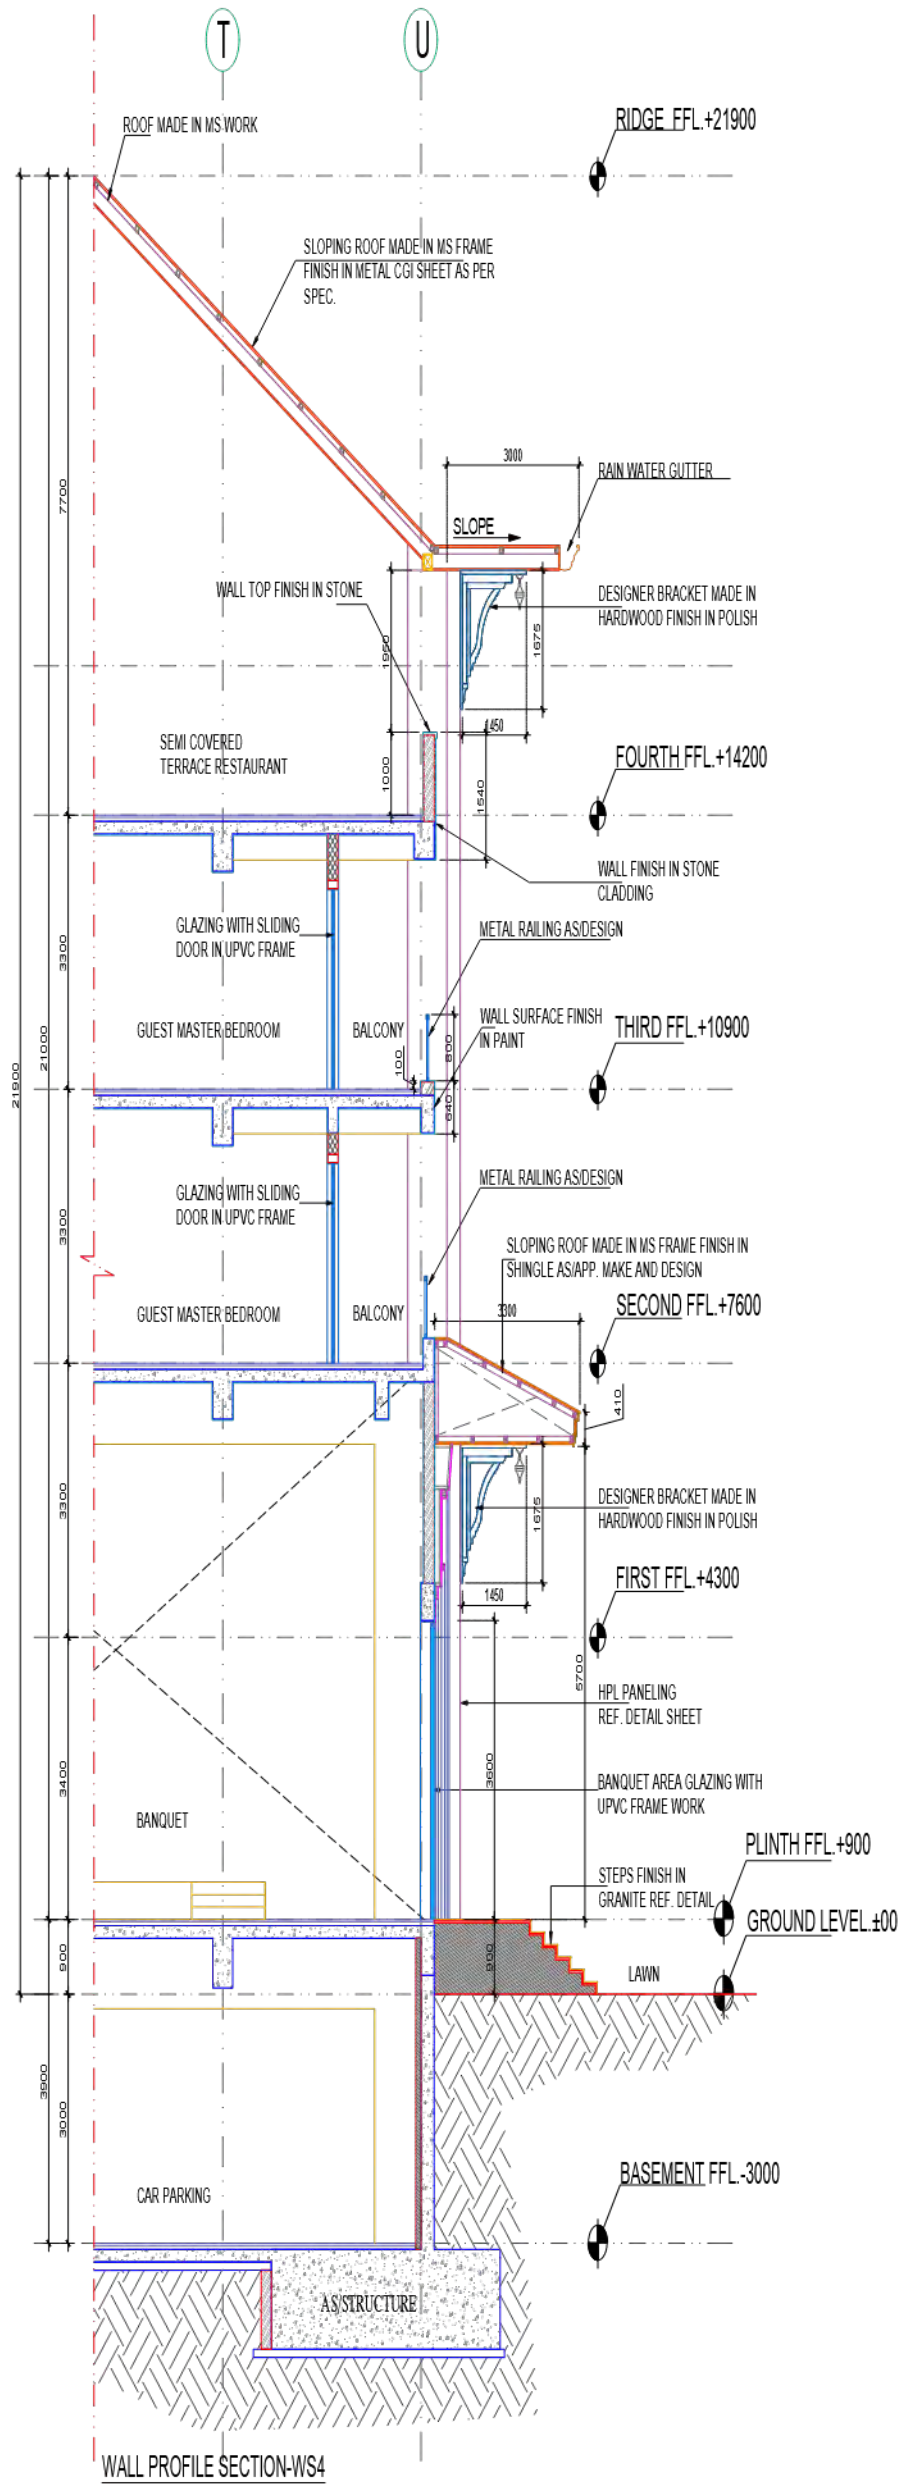 T
U
RIDGE FFL.+21900
ROOF MADE IN MS WORK
SLOPING ROOF MADE IN MS FRAME
FINISH IN METAL CGI SHEET AS PER
SPEC.
3000
RAIN WATER GUTTER
SLOPE
7700
WALL TOP FINISH IN STONE
DESIGNER BRACKET MADE IN
HARDWOOD FINISH IN POLISH
1950
1675
1450
SEMI COVERED
TERRACE RESTAURANT
1000
1540
FOURTH FFL.+14200
WALL FINISH IN STONE
CLADDING
GLAZING WITH SLIDING
DOOR IN UPVC FRAME
METAL RAILING AS/DESIGN
3300
21000
21900
GUEST MASTER BEDROOM
BALCONY
WALL SURFACE FINISH
IN PAINT
THIRD FFL.+10900
100
800
640
METAL RAILING AS/DESIGN
GLAZING WITH SLIDING
DOOR IN UPVC FRAME
3300
SLOPING ROOF MADE IN MS FRAME FINISH IN
SHINGLE AS/APP. MAKE AND DESIGN
GUEST MASTER BEDROOM
BALCONY
3300
SECOND FFL.+7600
410
3300
DESIGNER BRACKET MADE IN
HARDWOOD FINISH IN POLISH
1675
1450
FIRST FFL.+4300
5700
HPL PANELING
REF. DETAIL SHEET
3400
3600
BANQUET AREA GLAZING WITH
UPVC FRAME WORK
BANQUET
PLINTH FFL.+900
STEPS FINISH IN
GRANITE REF. DETAIL
GROUND LEVEL.±00
900
900
LAWN
3900
3000
BASEMENT FFL.-3000
CAR PARKING
AS/STRUCTURE
WALL PROFILE SECTION-WS4